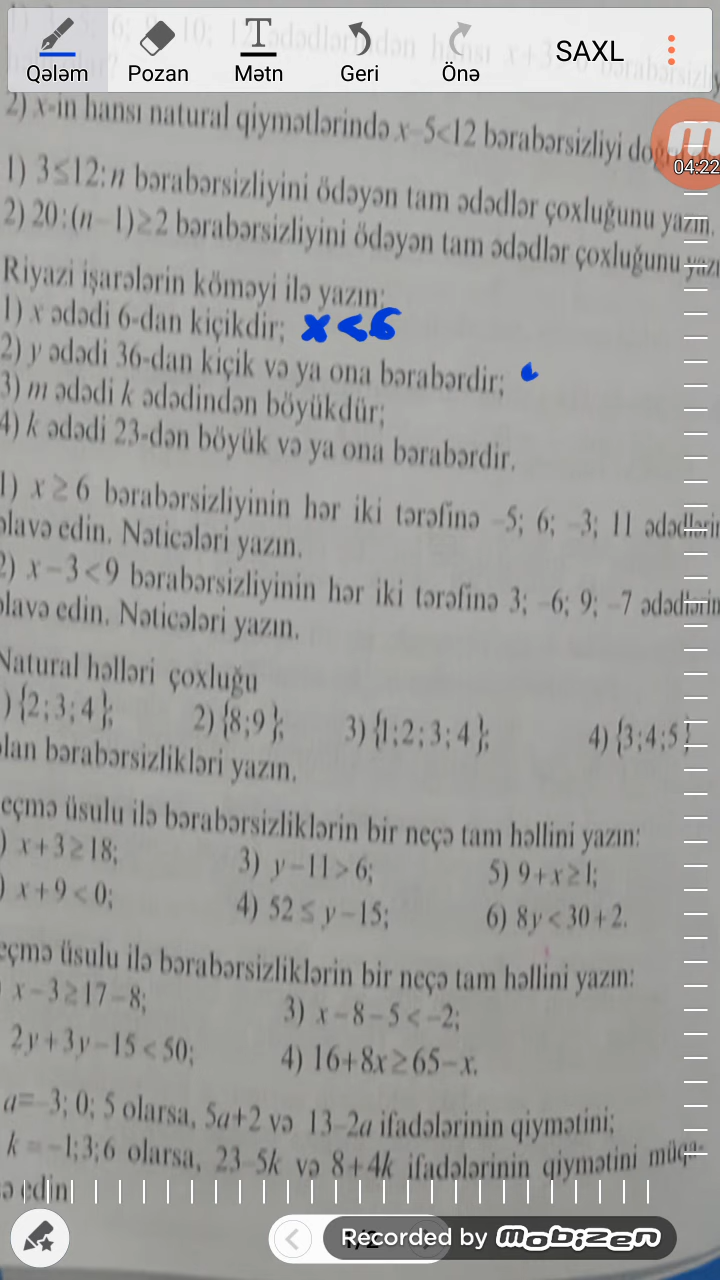 Qələm Pozan Mətn Geri Önə SAXL
04:22
2) x-in hansı natural qiymətlərində x-5<12 bərabərsizliyi
1) 3≤12:n bərabərsizliyini ödəyən tam ədədlər çoxluğunu yazın.
2) 20:(n-1)≥2 bərabərsizliyini ödəyən tam ədədlər çoxluğunu
Riyazi işarələrin köməyi ilə yazın:
1) x ədədi 6-dan kiçikdir; x<6
2) y ədədi 36-dan kiçik və ya ona bərabərdir;
3) m ədədi k ədədindən böyükdür;
4) k ədədi 23-dən böyük və ya ona bərabərdir.
1) x≥6 bərabərsizliyinin hər iki tərəfinə -5; 6; -3; 11
əlavə edin. Nəticələri yazın.
2) x-3<9 bərabərsizliyinin hər iki tərəfinə 3; -6; 9; -7
əlavə edin. Nəticələri yazın.
Natural həlləri çoxluğu
) {2;3;4}; 2) {8;9}; 3) {1;2;3;4}; 4) {3;4;5}
olan bərabərsizlikləri yazın.
eçmə üsulu ilə bərabərsizliklərin bir neçə tam həllini yazın:
) x+3≥18; 3) y-11>6; 5) 9+x≥1;
) x+9<0; 4) 52≤y-15; 6) 8y<30+2.
eçmə üsulu ilə bərabərsizliklərin bir neçə tam həllini yazın:
x-3≥17-8; 3) x-8-5<-2;
2y+3y-15<50; 4) 16+8x≥65-x.
a=-3; 0; 5 olarsa, 5a+2 və 13-2a ifadələrinin qiymətini;
k=-1;3;6 olarsa, 23-5k və 8+4k ifadələrinin qiymətini müqa-
ə edin
Recorded by mobizen